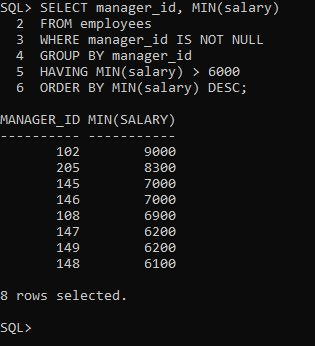 SQL> SELECT manager_id, MIN(salary)
  2  FROM employees
  3  WHERE manager_id IS NOT NULL
  4  GROUP BY manager_id
  5  HAVING MIN(salary) > 6000
  6  ORDER BY MIN(salary) DESC;
MANAGER_ID MIN(SALARY)
---------- -----------
       102        9000
       205        8300
       145        7000
       146        7000
       108        6900
       147        6200
       149        6200
       148        6100
8 rows selected.
SQL>